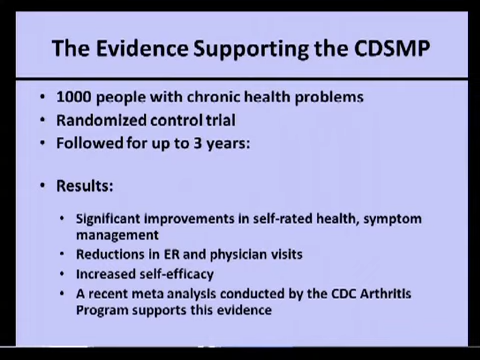 The Evidence Supporting the CDSMP
• 1000 people with chronic health problems
• Randomized control trial
• Followed for up to 3 years:
• Results:
• Significant improvements in self-rated health, symptom
management
• Reductions in ER and physician visits
• Increased self-efficacy
• A recent meta analysis conducted by the CDC Arthritis
Program supports this evidence